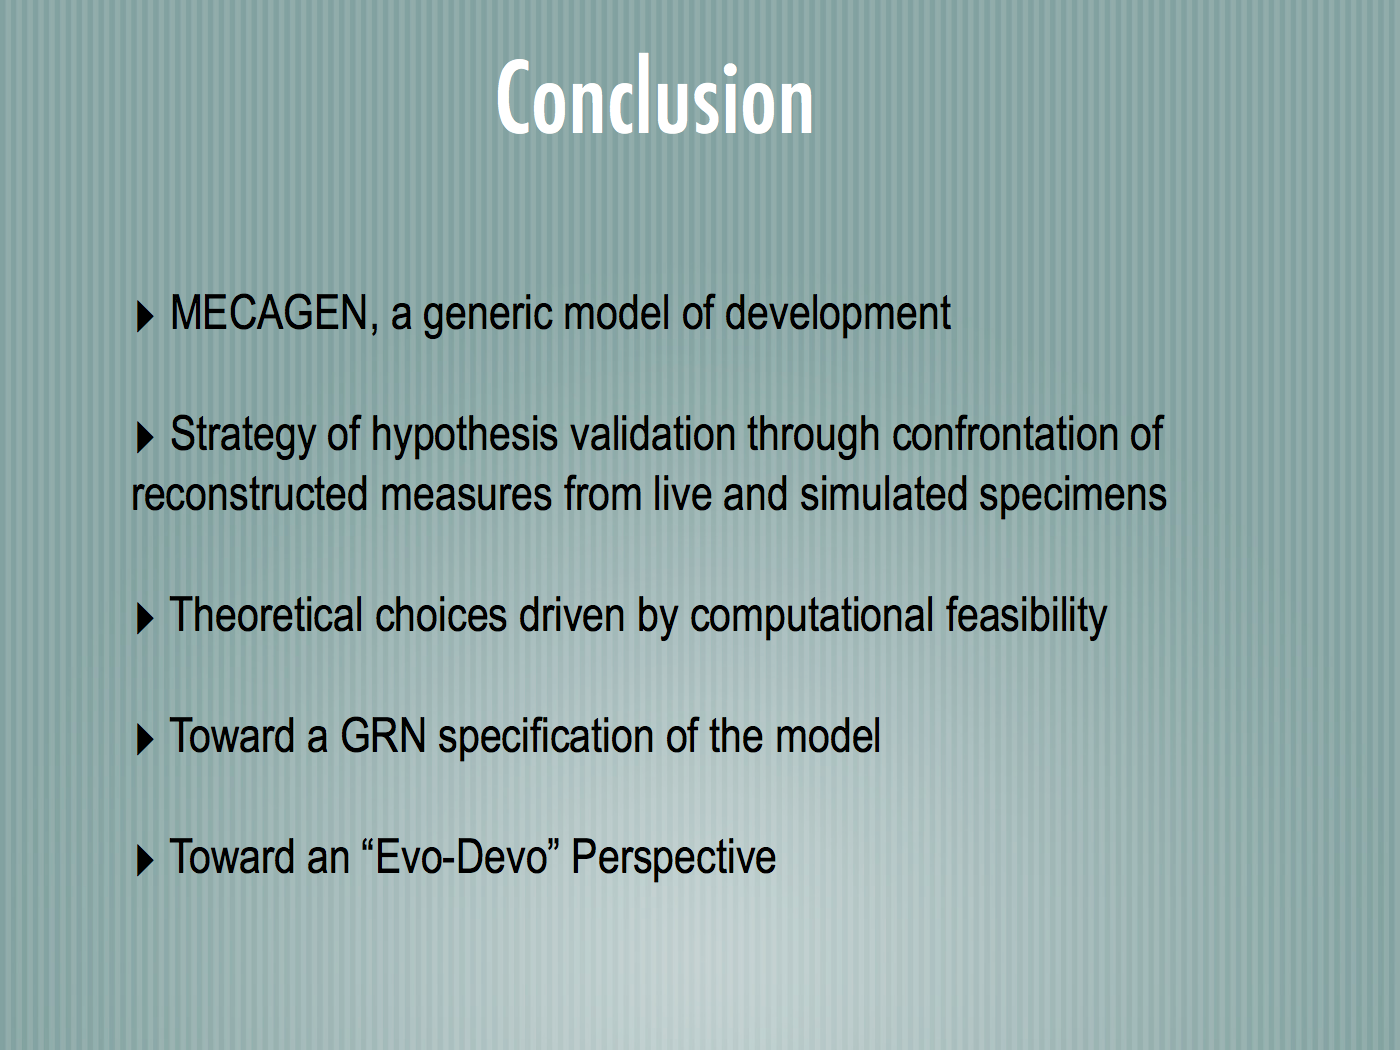 Conclusion
‣ MECAGEN, a generic model of development
‣ Strategy of hypothesis validation through confrontation of
reconstructed measures from live and simulated specimens
‣ Theoretical choices driven by computational feasibility
‣ Toward a GRN specification of the model
‣ Toward an “Evo-Devo” Perspective